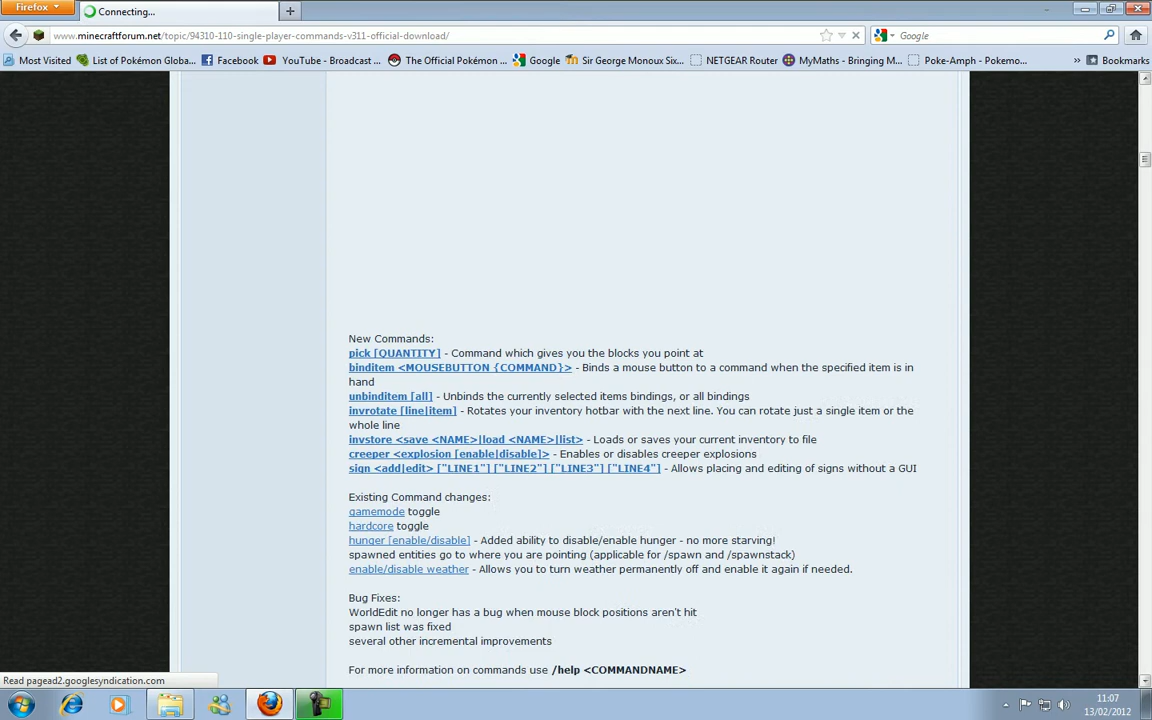 Firefox
Connecting...
www.minecraftforum.net/topic/94310-110-single-player-commands-v311-official-download/
Google
Most Visited
List of Pokémon Globa...
Facebook
YouTube - Broadcast ...
The Official Pokémon ...
Google
Sir George Monoux Six...
NETGEAR Router
MyMaths - Bringing M...
Poke-Amph - Pokemo...
»
Bookmarks
New Commands:
pick [QUANTITY] - Command which gives you the blocks you point at
binditem <MOUSEBUTTON {COMMAND}> - Binds a mouse button to a command when the specified item is in
hand
unbinditem [all] - Unbinds the currently selected items bindings, or all bindings
invrotate [line|item] - Rotates your inventory hotbar with the next line. You can rotate just a single item or the
whole line
invstore <save <NAME>|load <NAME>|list> - Loads or saves your current inventory to file
creeper <explosion [enable|disable]> - Enables or disables creeper explosions
sign <add|edit> ["LINE1"] ["LINE2"] ["LINE3"] ["LINE4"] - Allows placing and editing of signs without a GUI
Existing Command changes:
gamemode toggle
hardcore toggle
hunger [enable/disable] - Added ability to disable/enable hunger - no more starving!
spawned entities go to where you are pointing (applicable for /spawn and /spawnstack)
enable/disable weather - Allows you to turn weather permanently off and enable it again if needed.
Bug Fixes:
WorldEdit no longer has a bug when mouse block positions aren't hit
spawn list was fixed
several other incremental improvements
For more information on commands use /help <COMMANDNAME>
Read pagead2.googlesyndication.com
11:07
13/02/2012